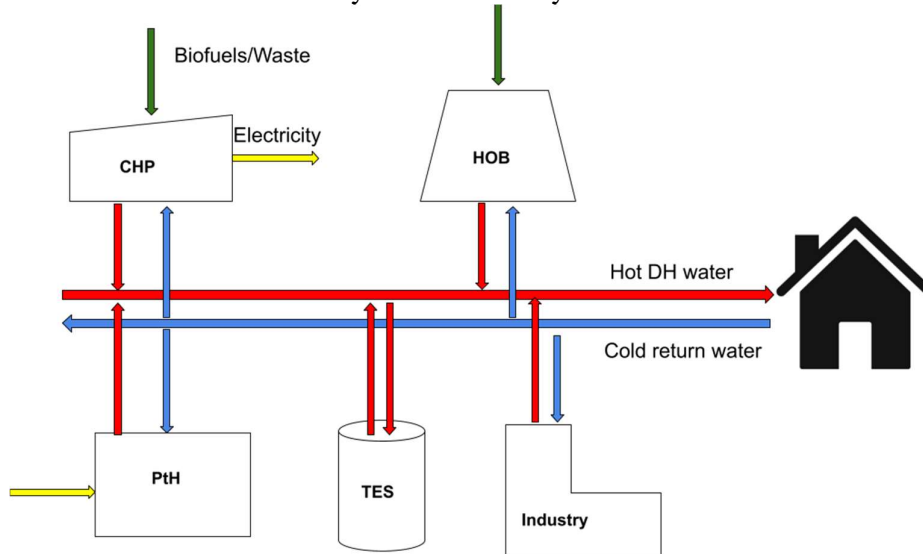 Biofuels/Waste
Electricity
CHP
HOB
Hot DH water
Cold return water
PtH
TES
Industry